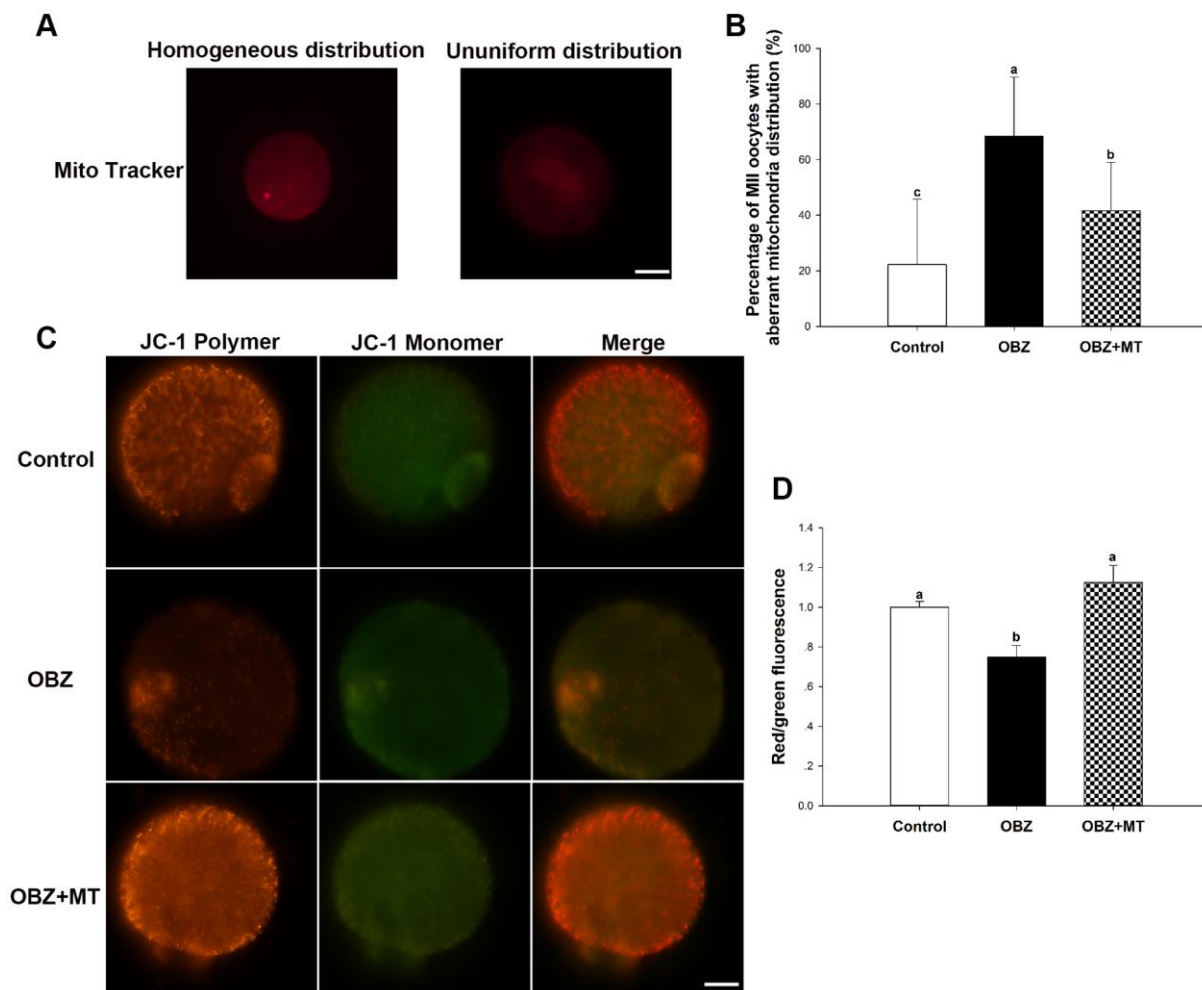 A
Homogeneous distribution
Ununiform distribution
Mito Tracker
B
Percentage of MII oocytes with
aberrant mitochondria distribution (%)
100
80
60
40
20
0
c
a
b
Control
OBZ
OBZ+MT
C
JC-1 Polymer
JC-1 Monomer
Merge
Control
OBZ
OBZ+MT
D
Red/green fluorescence
1.4
1.2
1.0
.8
.6
.4
.2
0.0
a
b
a
Control
OBZ
OBZ+MT